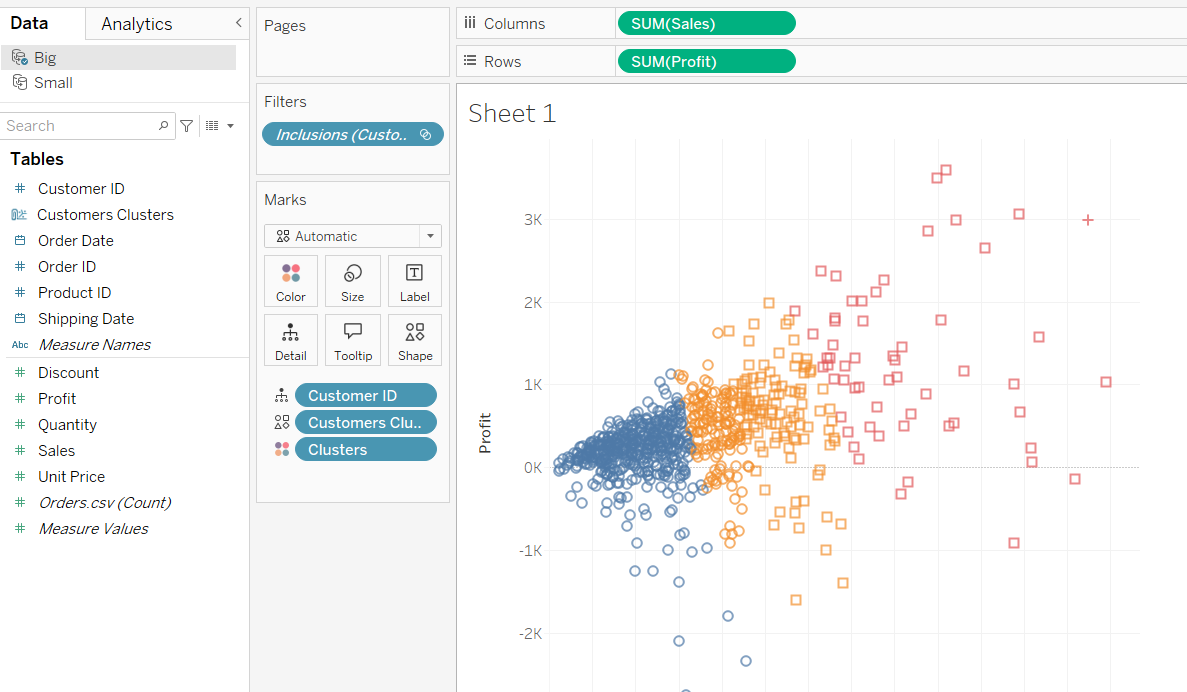 Data
Analytics
Big
Small
Search
Tables
Customer ID
Customers Clusters
Order Date
Order ID
Product ID
Shipping Date
Abc Measure Names
Discount
Profit
Quantity
Sales
Unit Price
Orders.csv (Count)
Measure Values
Pages
Filters
Inclusions (Custo..
Marks
Automatic
Color
Size
Label
Detail
Tooltip
Shape
Customer ID
Customers Clu..
Clusters
Columns
SUM(Sales)
Rows
SUM(Profit)
Sheet 1
3K
2K
1K
0K
-1K
-2K
Profit